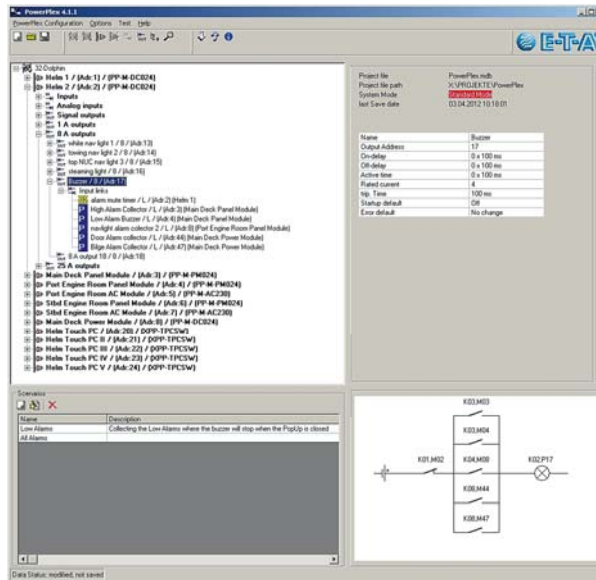 PowerPlex 4.1.1
PowerPlex Configuration Options Test Help
E-T-A
32 Dolphin
Helm 1 / (Adr:1) / (PP-M-DC024)
Helm 2 / (Adr:2) / (PP-M-DC024)
Inputs
Analog inputs
Signal outputs
1 A outputs
8 A outputs
white nav light 1 / 8 / (Adr:13)
towing nav light 2 / 8 / (Adr:14)
top NUC nav light 3 / 8 / (Adr:15)
steaming light / 8 / (Adr:16)
Buzzer / 8 / (Adr:17)
Input links
alarm mute timer / L / (Adr:2) (Helm 1)
High Alarm Collector / L / (Adr:3) (Main Deck Panel Module)
Low Alarm Buzzer / L / (Adr:4) (Main Deck Panel Module)
navlight alarm colector 2 / L / (Adr:8) (Port Engine Room Panel Module)
Door Alarm collector / L / (Adr:44) (Main Deck Power Module)
Bilge Alarm collector / L / (Adr:47) (Main Deck Power Module)
8 A output 18 / 8 / (Adr:18)
25 A outputs
Main Deck Panel Module / (Adr:3) / (PP-M-PM024)
Port Engine Room Panel Module / (Adr:4) / (PP-M-PM024)
Port Engine Room AC Module / (Adr:5) / (PP-M-AC230)
Stbd Engine Room Panel Module / (Adr:6) / (PP-M-PM024)
Stbd Engine Room AC Module / (Adr:7) / (PP-M-AC230)
Main Deck Power Module / (Adr:8) / (PP-M-DC024)
Helm Touch PC / (Adr:20) / (XPP-TPCSW)
Helm Touch PC II / (Adr:21) / (XPP-TPCSW)
Helm Touch PC III / (Adr:22) / (XPP-TPCSW)
Helm Touch PC IV / (Adr:23) / (XPP-TPCSW)
Helm Touch PC V / (Adr:24) / (XPP-TPCSW)
Project file PowerPlex.mdb
Project file path X:\PROJEKTE\PowerPlex
System Mode Standard Mode
last Save date 03.04.2012 10:18:01
Name Buzzer
Output Address 17
On-delay 0 x 100 ms
Off-delay 0 x 100 ms
Active time 0 x 100 ms
Rated current 4
trip. Time 100 ms
Startup default Off
Error default No change
Scenarios
Name Description
Low Alarms Collecting the Low Alarms where the buzzer will stop when the PopUp is closed
All Alarms
K03,M03
K03,M04
K01,M02 K04,M08 K02,P17
K08,M44
K08,M47
Data Status: modified, not saved